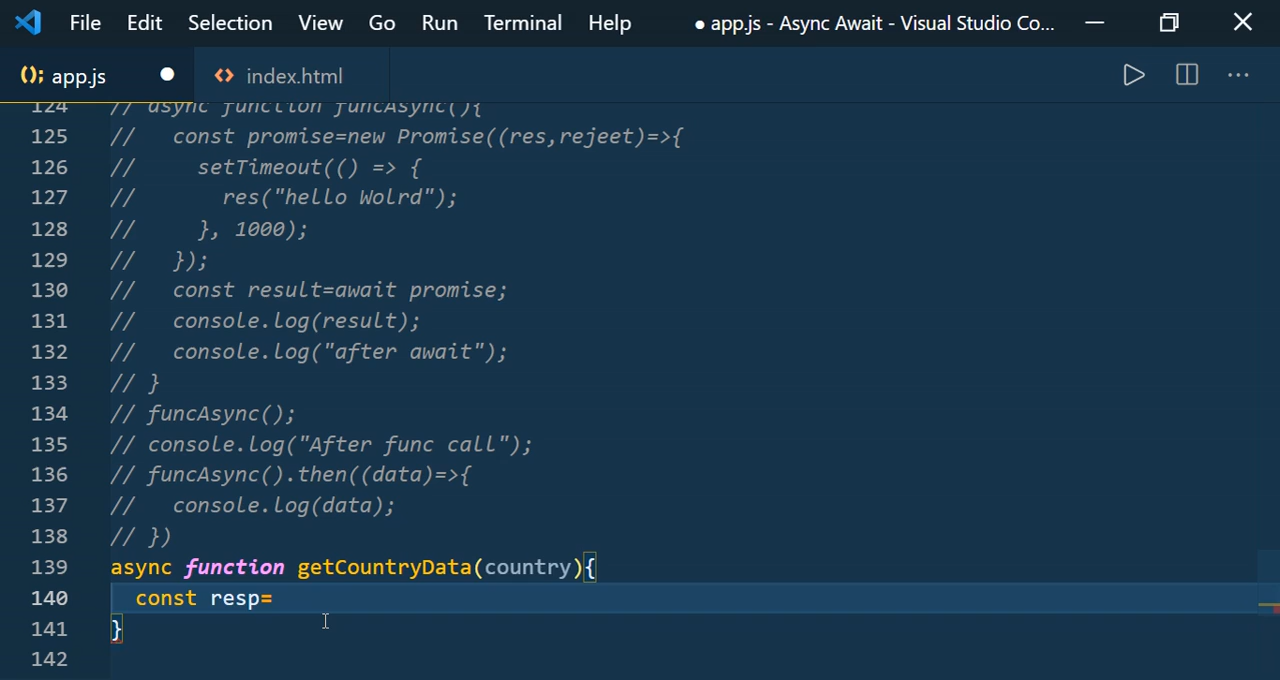 File Edit Selection View Go Run Terminal Help ● app.js - Async Await - Visual Studio Co...
(); app.js ● <> index.html
124 // async function funcAsync(){
125 // const promise=new Promise((res,rejeet)=>{
126 // setTimeout(() => {
127 // res("hello Wolrd");
128 // }, 1000);
129 // });
130 // const result=await promise;
131 // console.log(result);
132 // console.log("after await");
133 // }
134 // funcAsync();
135 // console.log("After func call");
136 // funcAsync().then((data)=>{
137 // console.log(data);
138 // })
139 async function getCountryData(country){
140 const resp=
141 }
142